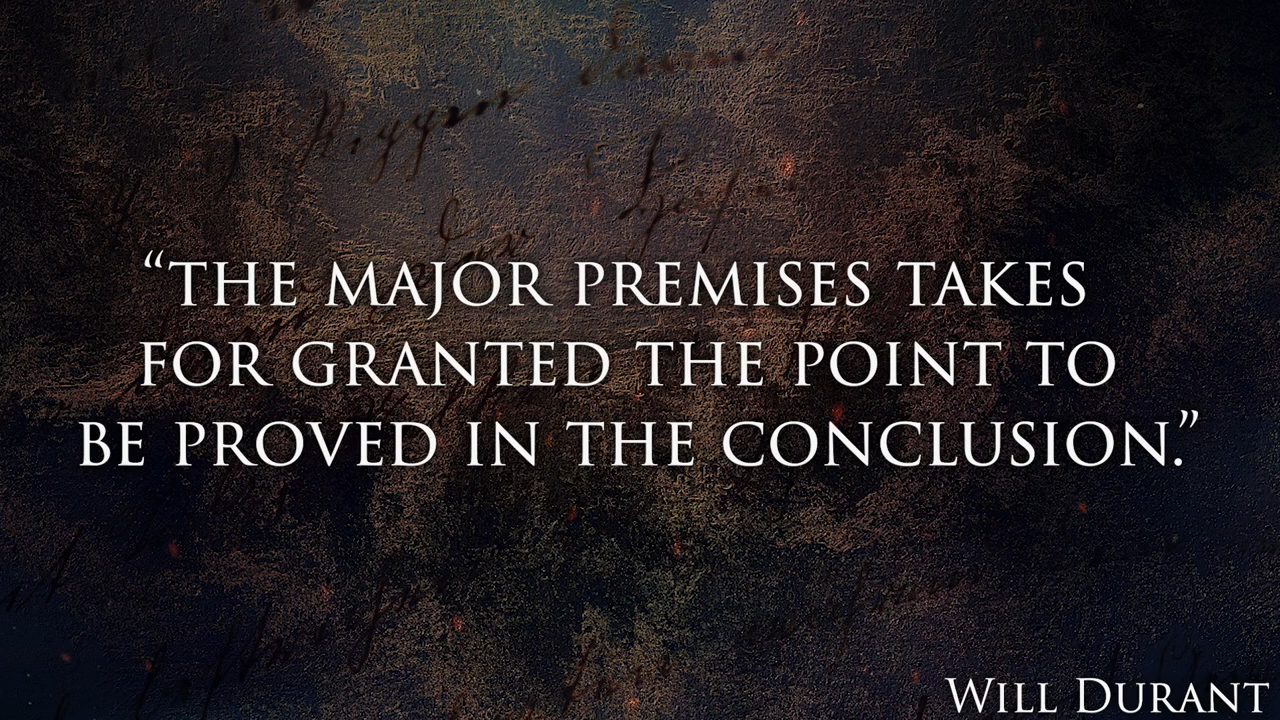 “THE MAJOR PREMISES TAKES
FOR GRANTED THE POINT TO
BE PROVED IN THE CONCLUSION.”
WILL DURANT